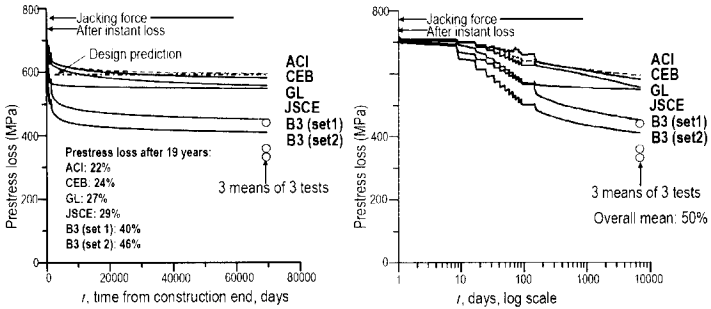 800
Jacking force
After instant loss
Design prediction
600
400
200
0
Prestress loss (MPa)
ACI
CEB
GL
JSCE
B3 (set1)
B3 (set2)
Prestress loss after 19 years:
ACI: 22%
CEB: 24%
GL: 27%
JSCE: 29%
B3 (set 1): 40%
B3 (set 2): 46%
3 means of 3 tests
0
20000
40000
60000
80000
t, time from construction end, days
800
Jacking force
After instant loss
600
400
200
0
Prestress loss (MPa)
ACI
CEB
GL
JSCE
B3 (set1)
B3 (set2)
3 means of 3 tests
Overall mean: 50%
1
10
100
1000
10000
t, days, log scale